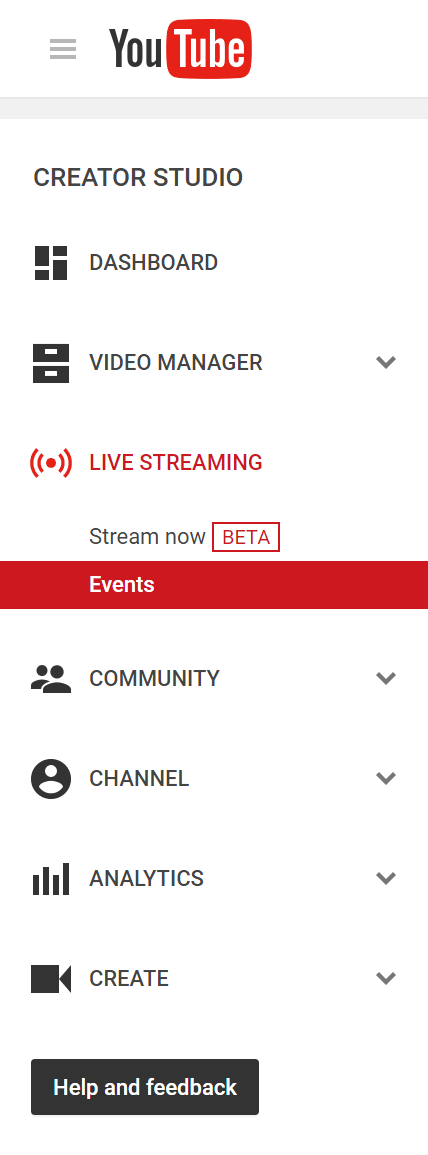 YouTube
CREATOR STUDIO
DASHBOARD
VIDEO MANAGER
LIVE STREAMING
Stream now BETA
Events
COMMUNITY
CHANNEL
ANALYTICS
CREATE
Help and feedback